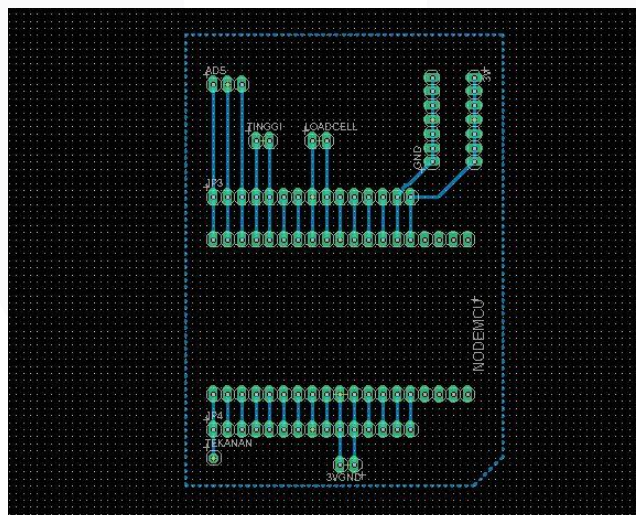 ADS
3V
TINGGI
LOADCELL
GND
JP3
NODEMCU
JP4
TEKANAN
3VGND